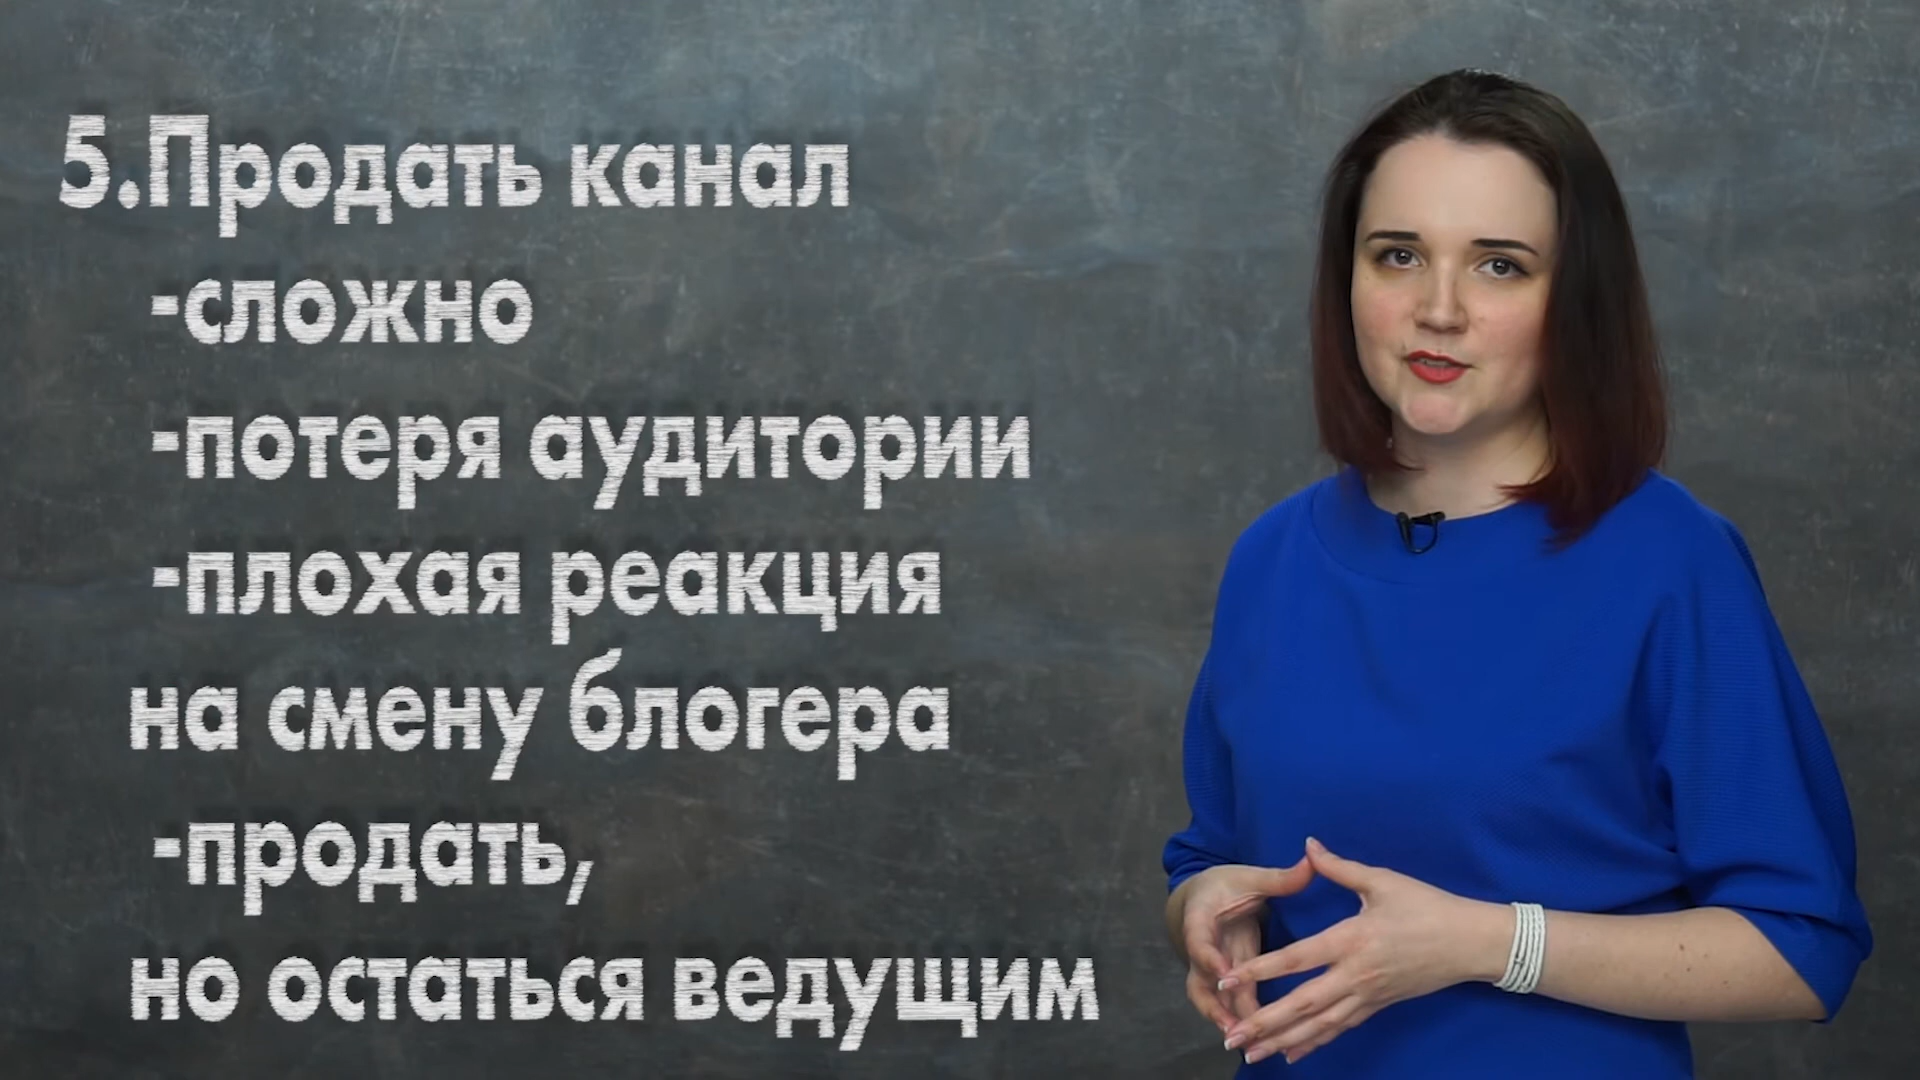 5.Продать канал
-сложно
-потеря аудитории
-плохая реакция
на смену блогера
-продать,
но остаться ведущим